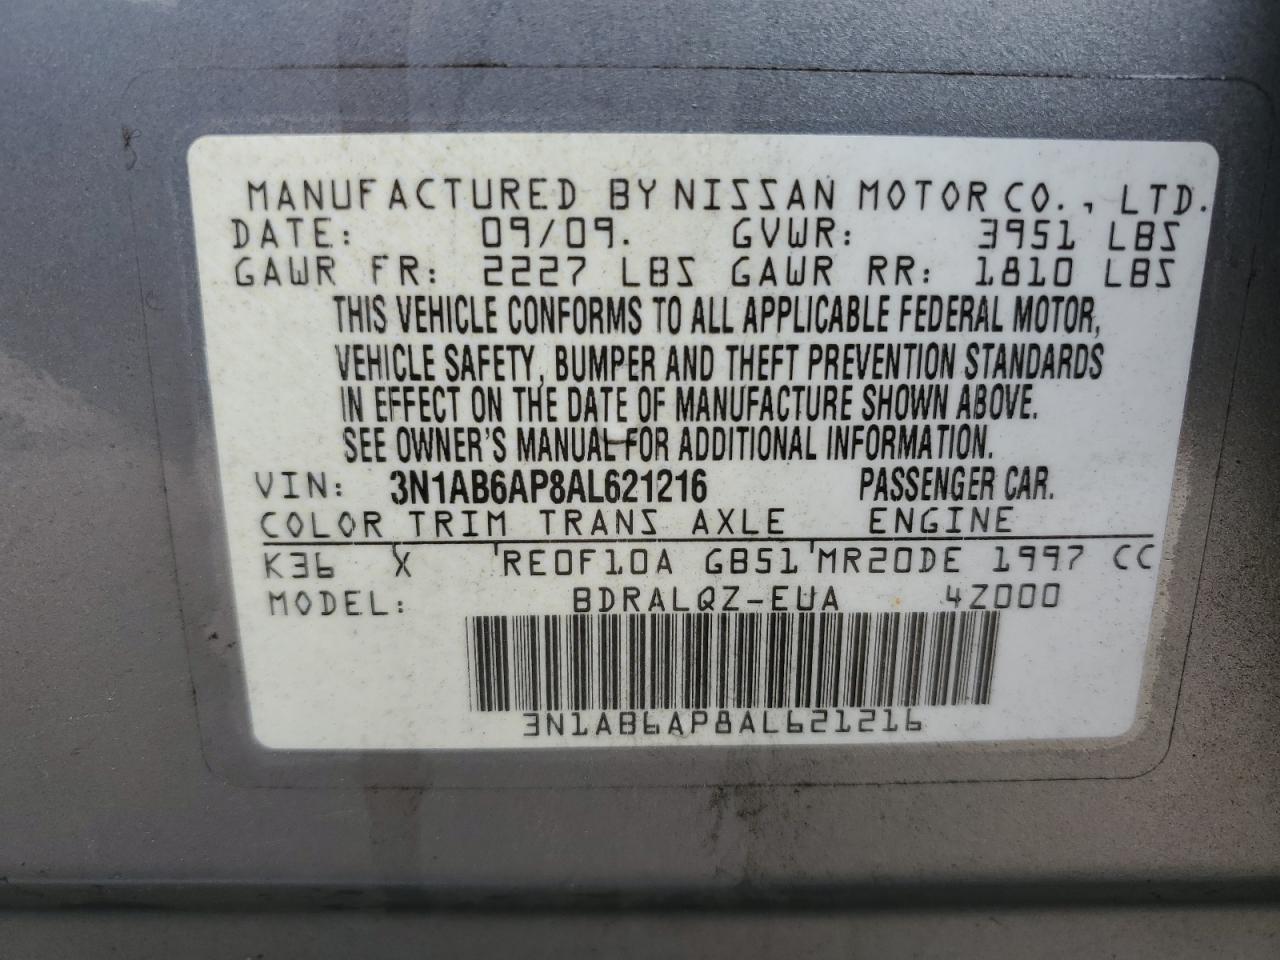 MANUFACTURED BY NISSAN MOTOR CO., LTD.
DATE: 09/09. GVWR: 3951 LBS
GAWR FR: 2227 LBS GAWR RR: 1810 LBS
THIS VEHICLE CONFORMS TO ALL APPLICABLE FEDERAL MOTOR,
VEHICLE SAFETY, BUMPER AND THEFT PREVENTION STANDARDS
IN EFFECT ON THE DATE OF MANUFACTURE SHOWN ABOVE.
SEE OWNER'S MANUAL FOR ADDITIONAL INFORMATION.
VIN: 3N1AB6AP8AL621216 PASSENGER CAR.
COLOR TRIM TRANS AXLE ENGINE
K36 X 'RE0F10A GB51'MR20DE 1997 CC
MODEL: BDRALQZ-EUA 4Z000
3N1AB6AP8AL621216